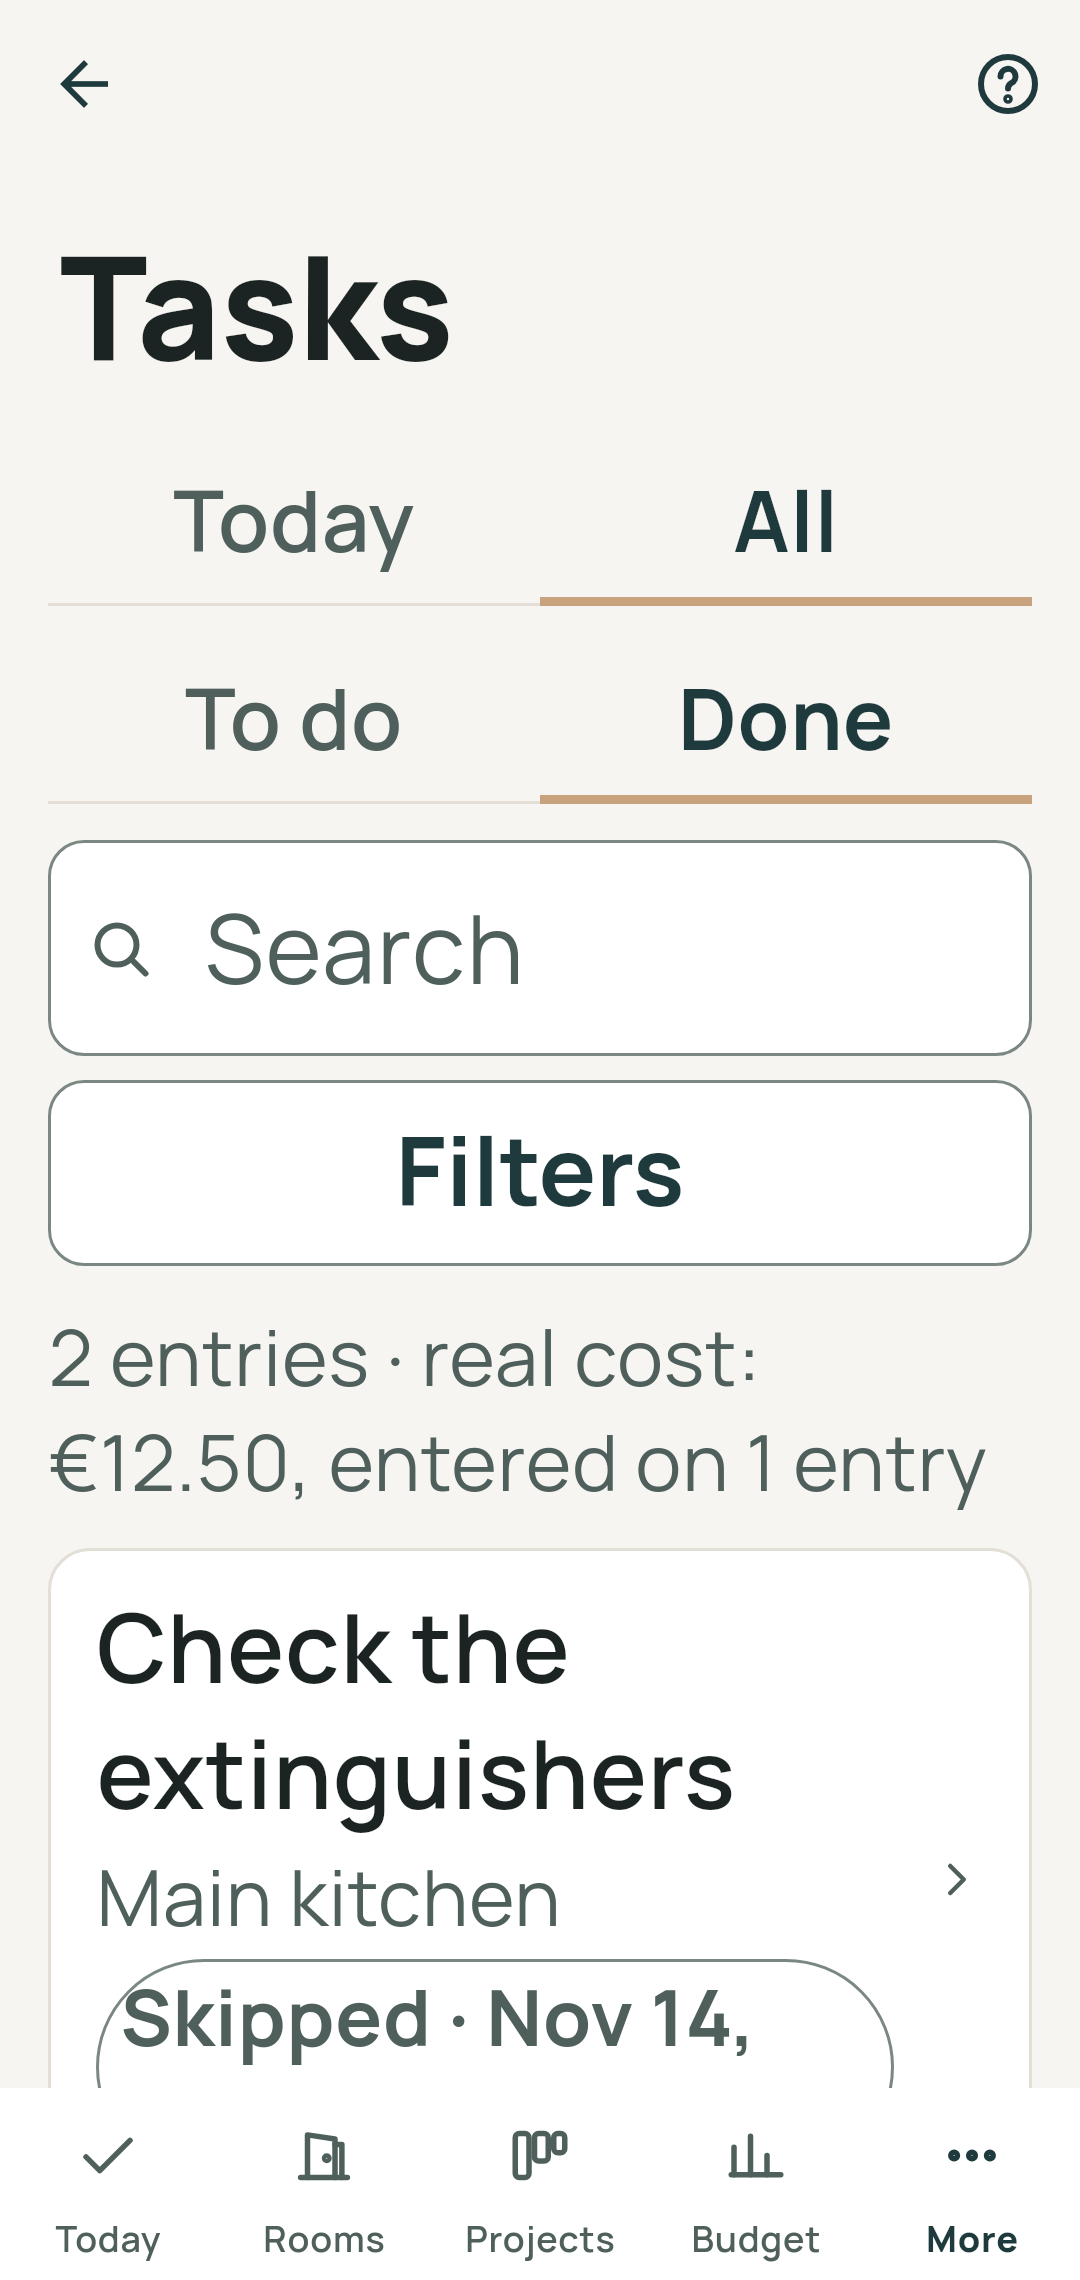 Tasks
Today
All
To do
Done
Search
Filters
2 entries · real cost:
€12.50, entered on 1 entry
Check the
extinguishers
Main kitchen
Skipped · Nov 14,
Today
Rooms
Projects
Budget
More